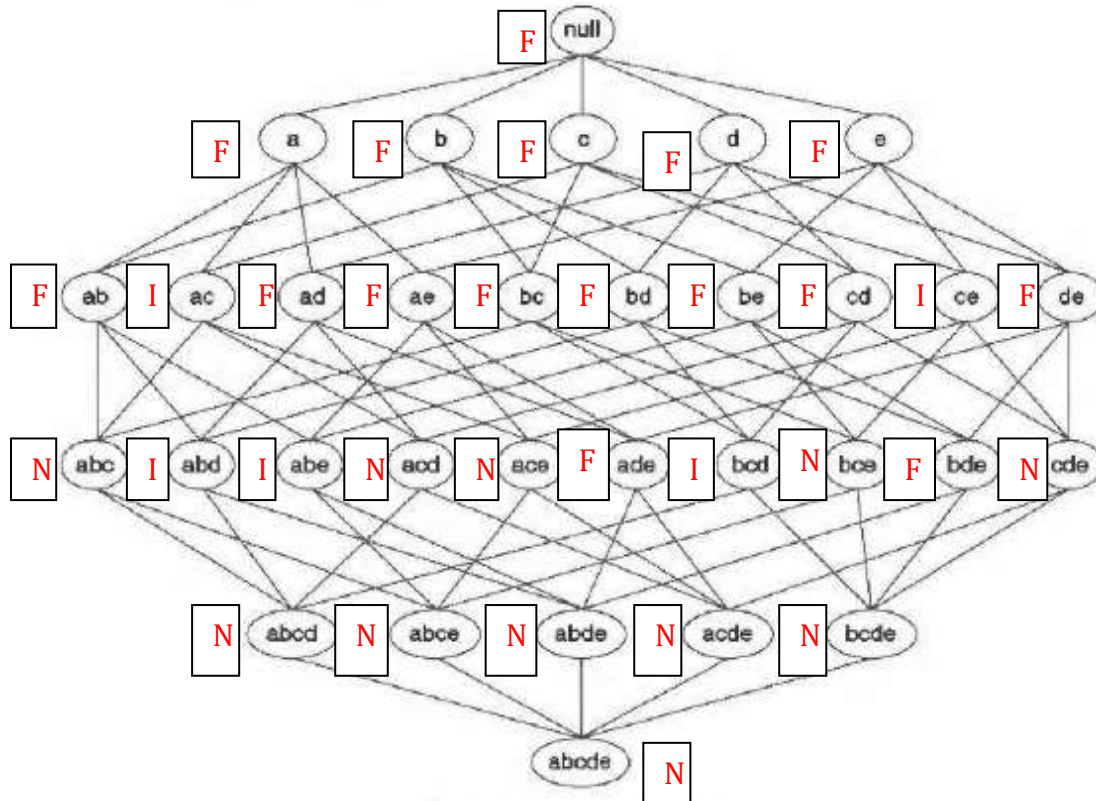 F null
F a F b F c F d F e
F ab I ac F ad F ae F bc F bd F be F cd I ce F de
N abc I abd I abe N acd N ace F ade I bcd N bce F bde N cde
N abcd N abce N abde N acde N bcde
abcde N